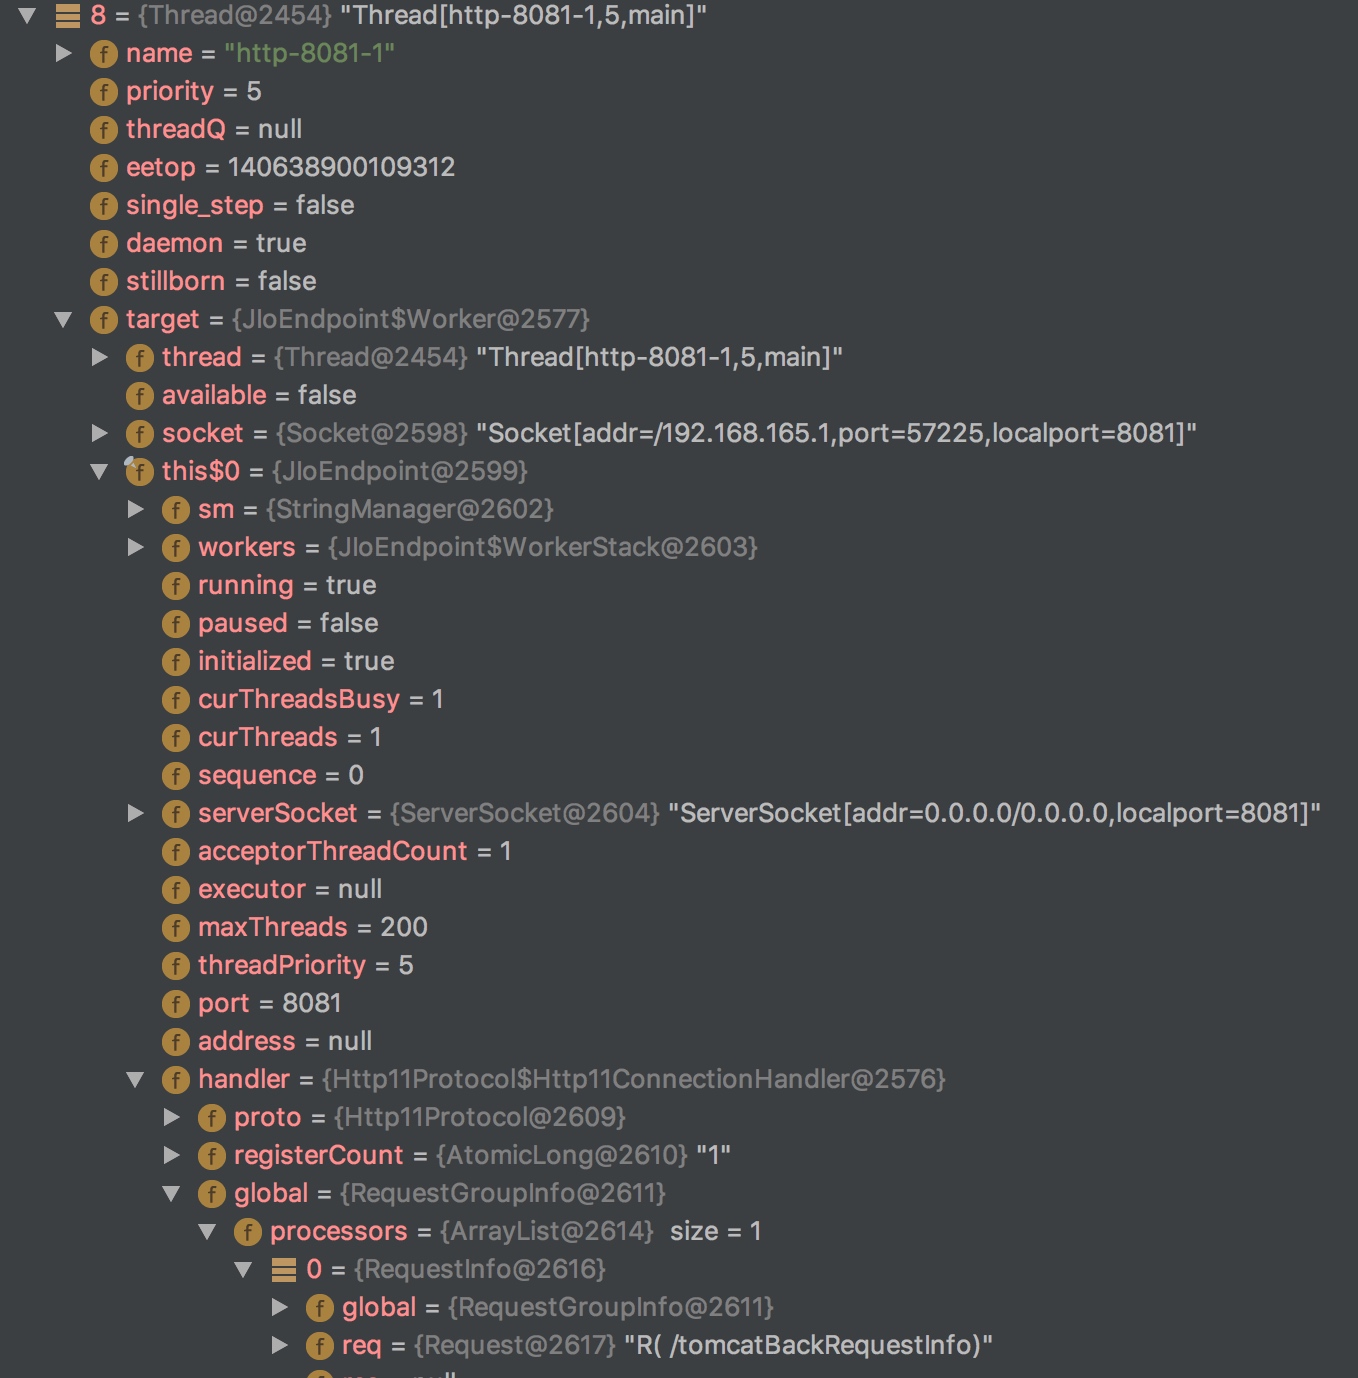 8 = {Thread@2454} "Thread[http-8081-1,5,main]"
f name = "http-8081-1"
f priority = 5
f threadQ = null
f eetop = 140638900109312
f single_step = false
f daemon = true
f stillborn = false
f target = {JIoEndpoint$Worker@2577}
f thread = {Thread@2454} "Thread[http-8081-1,5,main]"
f available = false
f socket = {Socket@2598} "Socket[addr=/192.168.165.1,port=57225,localport=8081]"
f this$0 = {JIoEndpoint@2599}
f sm = {StringManager@2602}
f workers = {JIoEndpoint$WorkerStack@2603}
f running = true
f paused = false
f initialized = true
f curThreadsBusy = 1
f curThreads = 1
f sequence = 0
f serverSocket = {ServerSocket@2604} "ServerSocket[addr=0.0.0.0/0.0.0.0,localport=8081]"
f acceptorThreadCount = 1
f executor = null
f maxThreads = 200
f threadPriority = 5
f port = 8081
f address = null
f handler = {Http11Protocol$Http11ConnectionHandler@2576}
f proto = {Http11Protocol@2609}
f registerCount = {AtomicLong@2610} "1"
f global = {RequestGroupInfo@2611}
f processors = {ArrayList@2614} size = 1
0 = {RequestInfo@2616}
f global = {RequestGroupInfo@2611}
f req = {Request@2617} "R( /tomcatBackRequestInfo)"